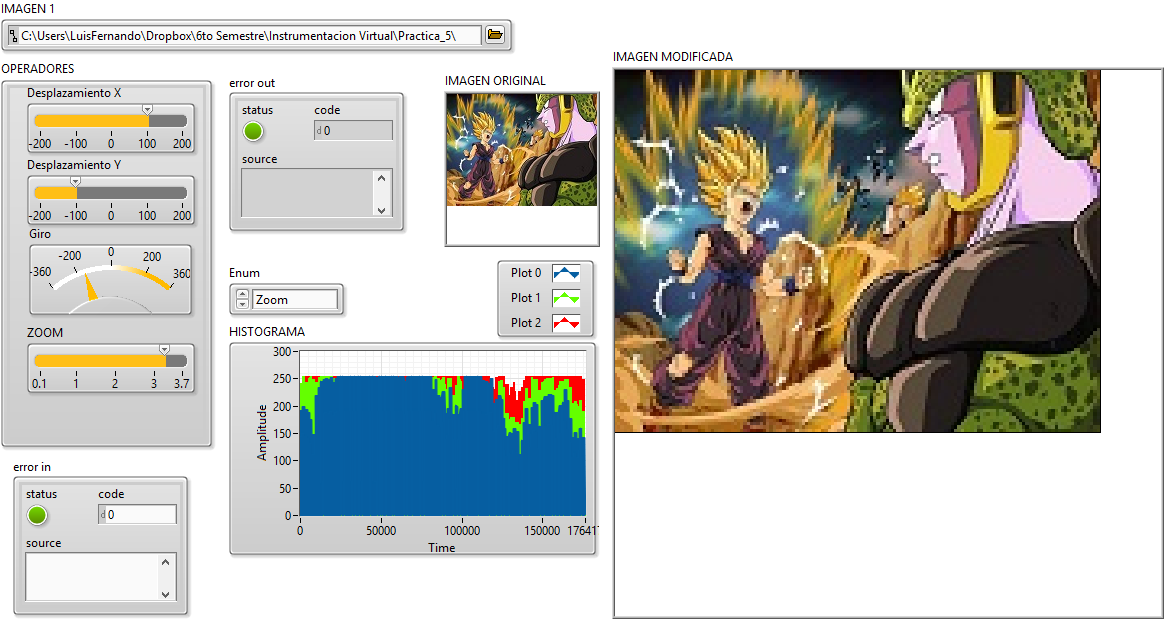 IMAGEN 1
C:\Users\LuisFernando\Dropbox\6to Semestre\Instrumentacion Virtual\Practica_5\
OPERADORES
Desplazamiento X
-200 -100 0 100 200
Desplazamiento Y
-200 -100 0 100 200
Giro
-360 -200 0 200 360
ZOOM
0.1 1 2 3 3.7
error in
status code
d 0
source
error out
status code
d 0
source
Enum
Zoom
HISTOGRAMA
Plot 0
Plot 1
Plot 2
300
250
200
150
100
50
0
Amplitude
0 50000 100000 150000 17641
Time
IMAGEN ORIGINAL
IMAGEN MODIFICADA